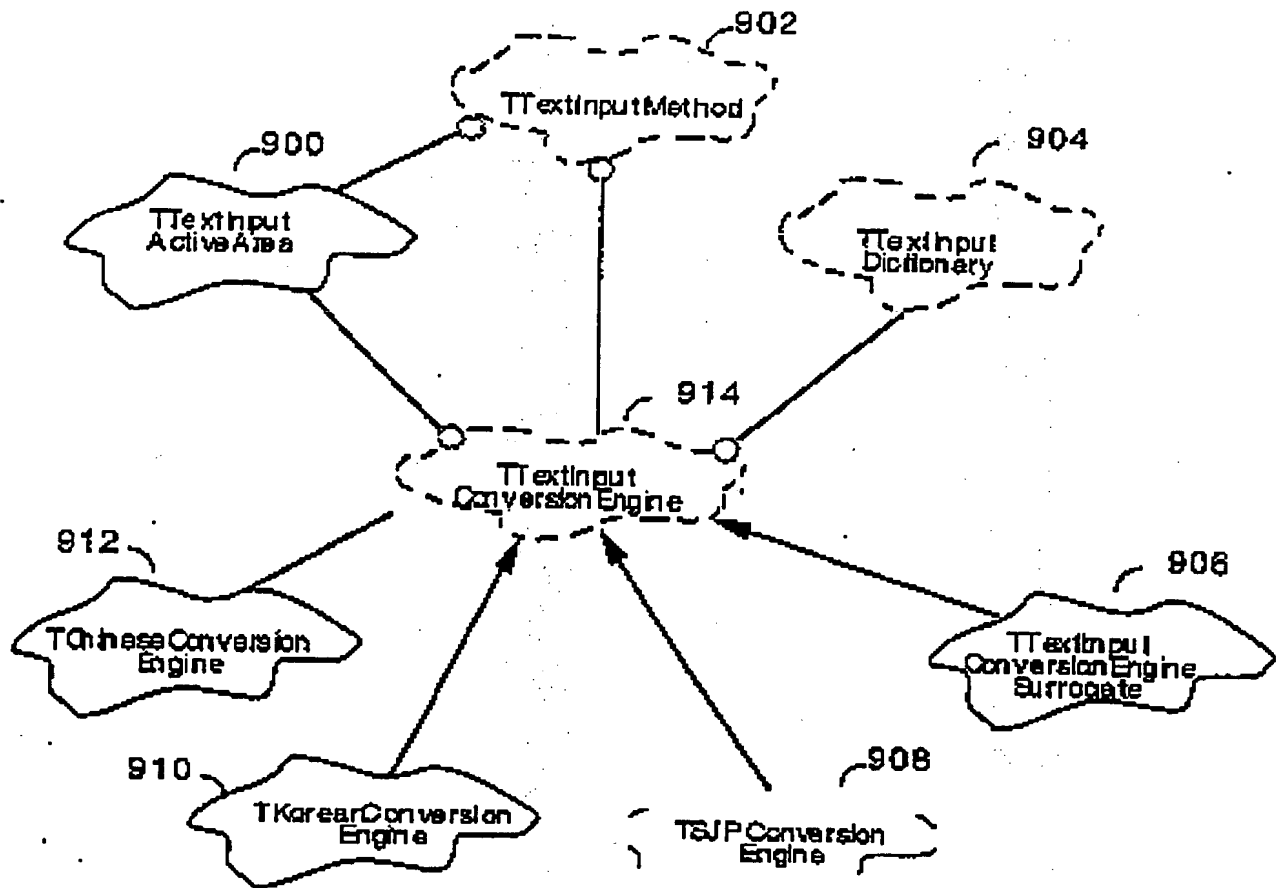 902
TTextInputMethod
900
904
TTextInput
ActiveArea
TTextInput
Dictionary
914
TTextInput
ConversionEngine
912
906
TChineseConversion
Engine
TTextInput
ConversionEngine
Surrogate
910
908
TKoreanConversion
Engine
TSJPConversion
Engine